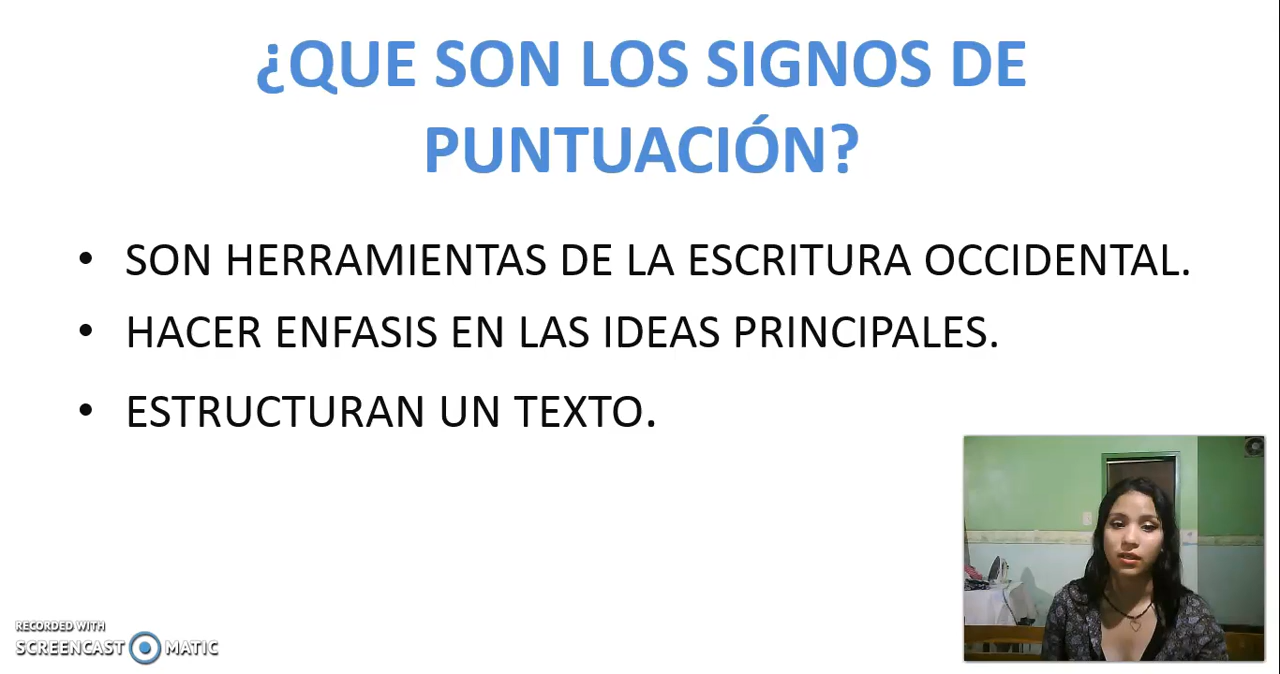 ¿QUE SON LOS SIGNOS DE
PUNTUACIÓN?
• SON HERRAMIENTAS DE LA ESCRITURA OCCIDENTAL.
• HACER ENFASIS EN LAS IDEAS PRINCIPALES.
• ESTRUCTURAN UN TEXTO.
RECORDED WITH
SCREENCAST MATIC